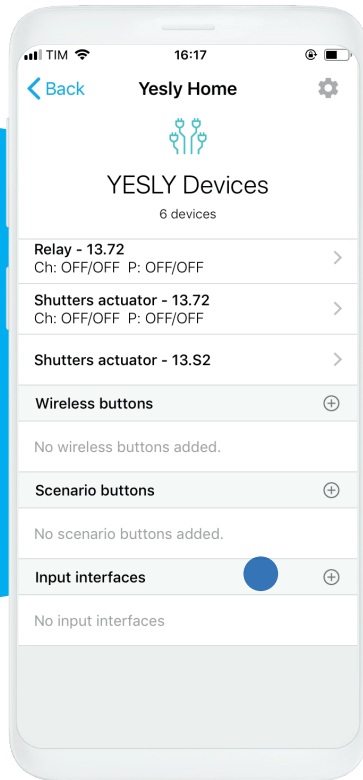 TIM 16:17
Back Yesly Home
YESLY Devices
6 devices
Relay - 13.72
Ch: OFF/OFF P: OFF/OFF
Shutters actuator - 13.72
Ch: OFF/OFF P: OFF/OFF
Shutters actuator - 13.S2
Wireless buttons
No wireless buttons added.
Scenario buttons
No scenario buttons added.
Input interfaces
No input interfaces